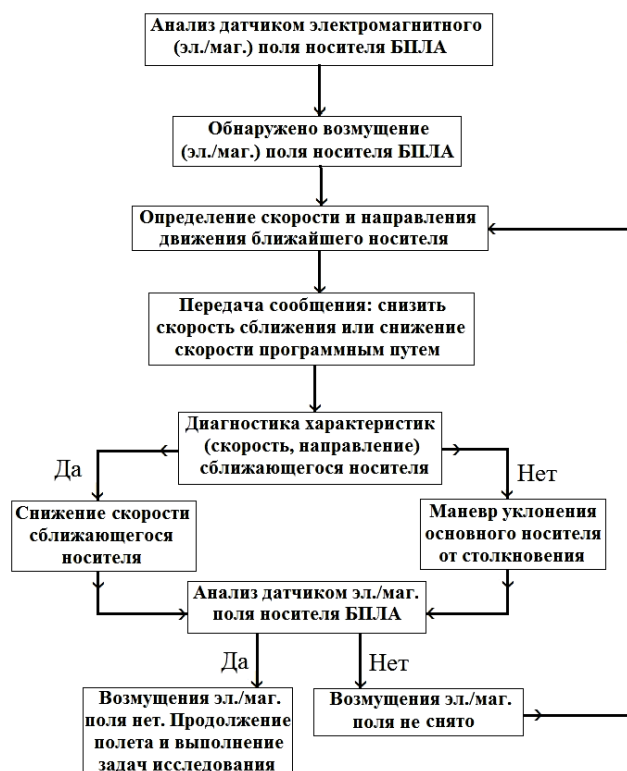 Анализ датчиком электромагнитного
(эл./маг.) поля носителя БПЛА
Обнаружено возмущение
(эл./маг.) поля носителя БПЛА
Определение скорости и направления
движения ближайшего носителя
Передача сообщения: снизить
скорость сближения или снижение
скорости программным путем
Диагностика характеристик
(скорость, направление)
сближающегося носителя
Да
Нет
Снижение скорости
сближающегося
носителя
Маневр уклонения
основного носителя
от столкновения
Анализ датчиком эл./маг.
поля носителя БПЛА
Да
Нет
Возмущения эл./маг.
поля нет. Продолжение
полета и выполнение
задач исследования
Возмущения эл./маг.
поля не снято